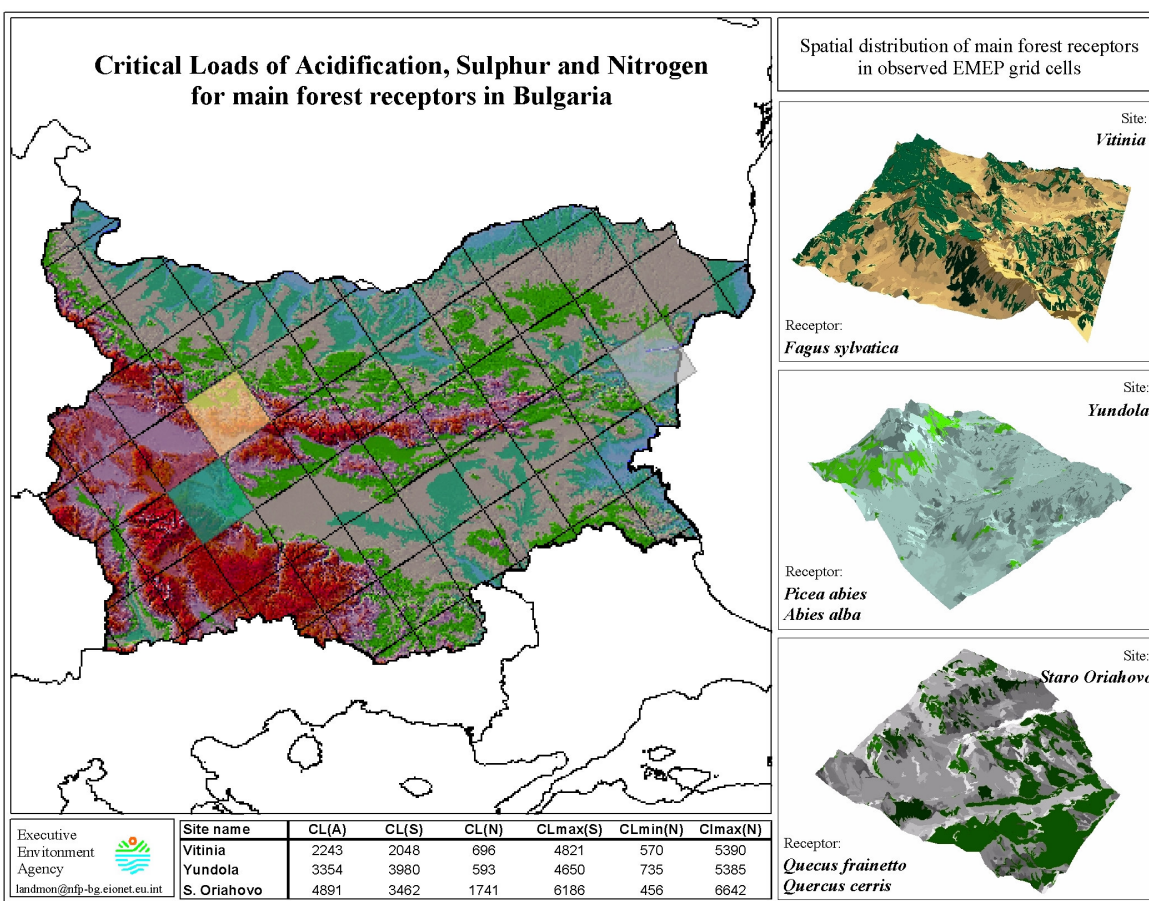 Critical Loads of Acidification, Sulphur and Nitrogen
for main forest receptors in Bulgaria
Spatial distribution of main forest receptors
in observed EMEP grid cells
Site:
Vitinia
Receptor:
Fagus sylvatica
Site:
Yundola
Receptor:
Picea abies
Abies alba
Site:
Staro Oriahovo
Receptor:
Quecus frainetto
Quercus cerris
Executive
Envitonment
Agency
landmon@nfp-bg.eionet.eu.int
Site name CL(A) CL(S) CL(N) CLmax(S) CLmin(N) Clmax(N)
Vitinia 2243 2048 696 4821 570 5390
Yundola 3354 3980 593 4650 735 5385
S. Oriahovo 4891 3462 1741 6186 456 6642